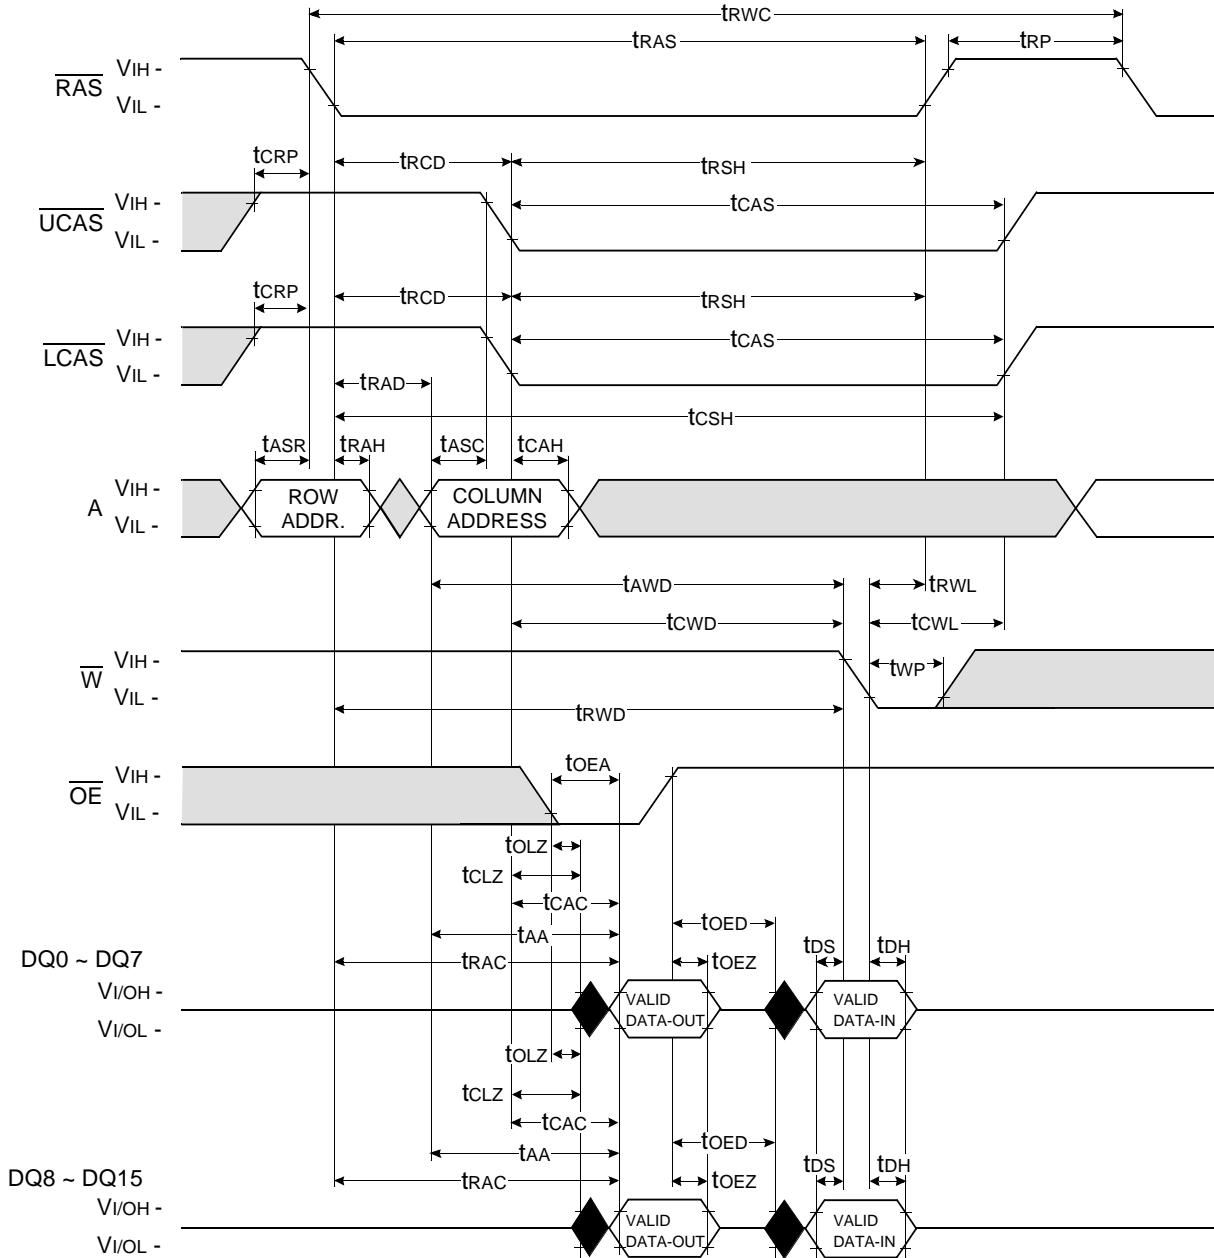 tRWC
tRAS
tRP
RAS
VIH -
VIL -
tCRP
tRCD
tRSH
UCAS
VIH -
VIL -
tCAS
tCRP
tRCD
tRSH
LCAS
VIH -
VIL -
tCAS
tRAD
tCSH
tASR
tRAH
tASC
tCAH
A
VIH -
VIL -
ROW
ADDR.
COLUMN
ADDRESS
tAWD
tRWL
tCWD
tCWL
W
VIH -
VIL -
tWP
tRWD
OE
VIH -
VIL -
tOEA
tOLZ
tCLZ
tCAC
tOED
tAA
tDS
tDH
DQ0 ~ DQ7
tRAC
tOEZ
VI/OH -
VI/OL -
VALID
DATA-OUT
VALID
DATA-IN
tOLZ
tCLZ
tCAC
tOED
tAA
tDS
tDH
DQ8 ~ DQ15
tRAC
tOEZ
VI/OH -
VI/OL -
VALID
DATA-OUT
VALID
DATA-IN